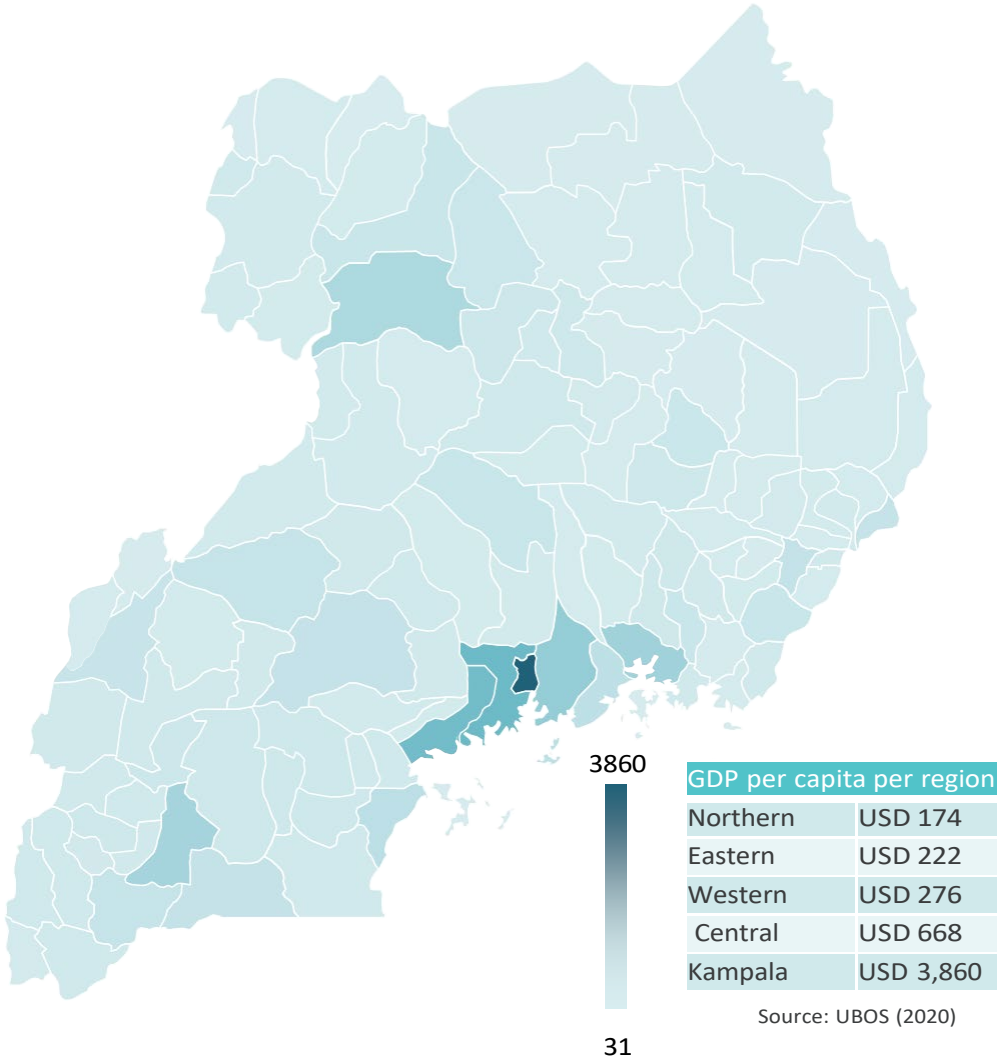 3860
31
GDP per capita per region
Northern USD 174
Eastern USD 222
Western USD 276
Central USD 668
Kampala USD 3,860
Source: UBOS (2020)